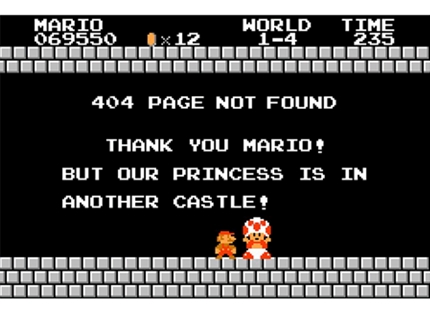 MARIO WORLD TIME
069550 ×12 1-4 235
404 PAGE NOT FOUND
THANK YOU MARIO!
BUT OUR PRINCESS IS IN
ANOTHER CASTLE!